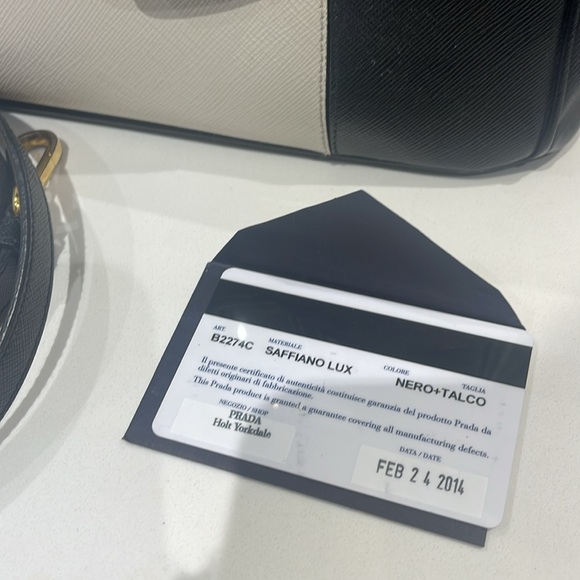 ART. MATERIALE COLORE TAGLIA
B2274C SAFFIANO LUX NERO+TALCO
Il presente certificato di autenticità costituisce garanzia del prodotto Prada da
difetti originari di fabbricazione.
This Prada product is granted a guarantee covering all manufacturing defects.
NEGOZIO / SHOP
PRADA
Holt Yorkdale
DATA / DATE
FEB 24 2014